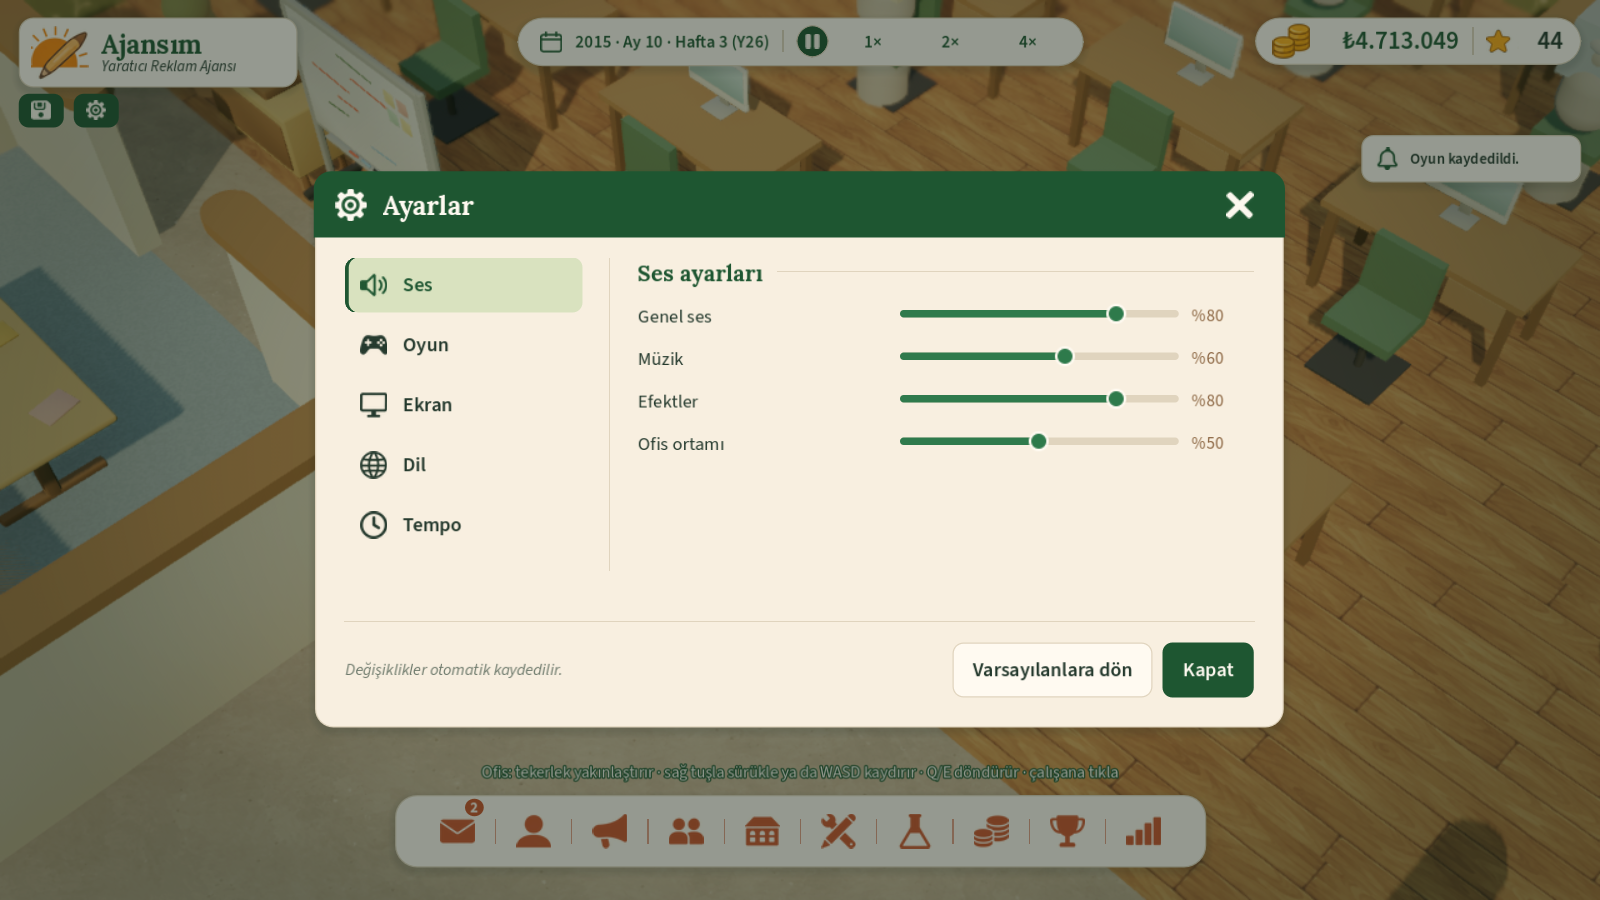 Ajansım
Yaratıcı Reklam Ajansı
2015 · Ay 10 · Hafta 3 (Y26)
1×
2×
4×
₺4.713.049
44
Oyun kaydedildi.
Ayarlar
Ses
Oyun
Ekran
Dil
Tempo
Ses ayarları
Genel ses %80
Müzik %60
Efektler %80
Ofis ortamı %50
Değişiklikler otomatik kaydedilir.
Varsayılanlara dön
Kapat
Ofis: tekerlek yakınlaştırır · sağ tuşla sürükle ya da WASD kaydırır · Q/E döndürür · çalışana tıkla
2